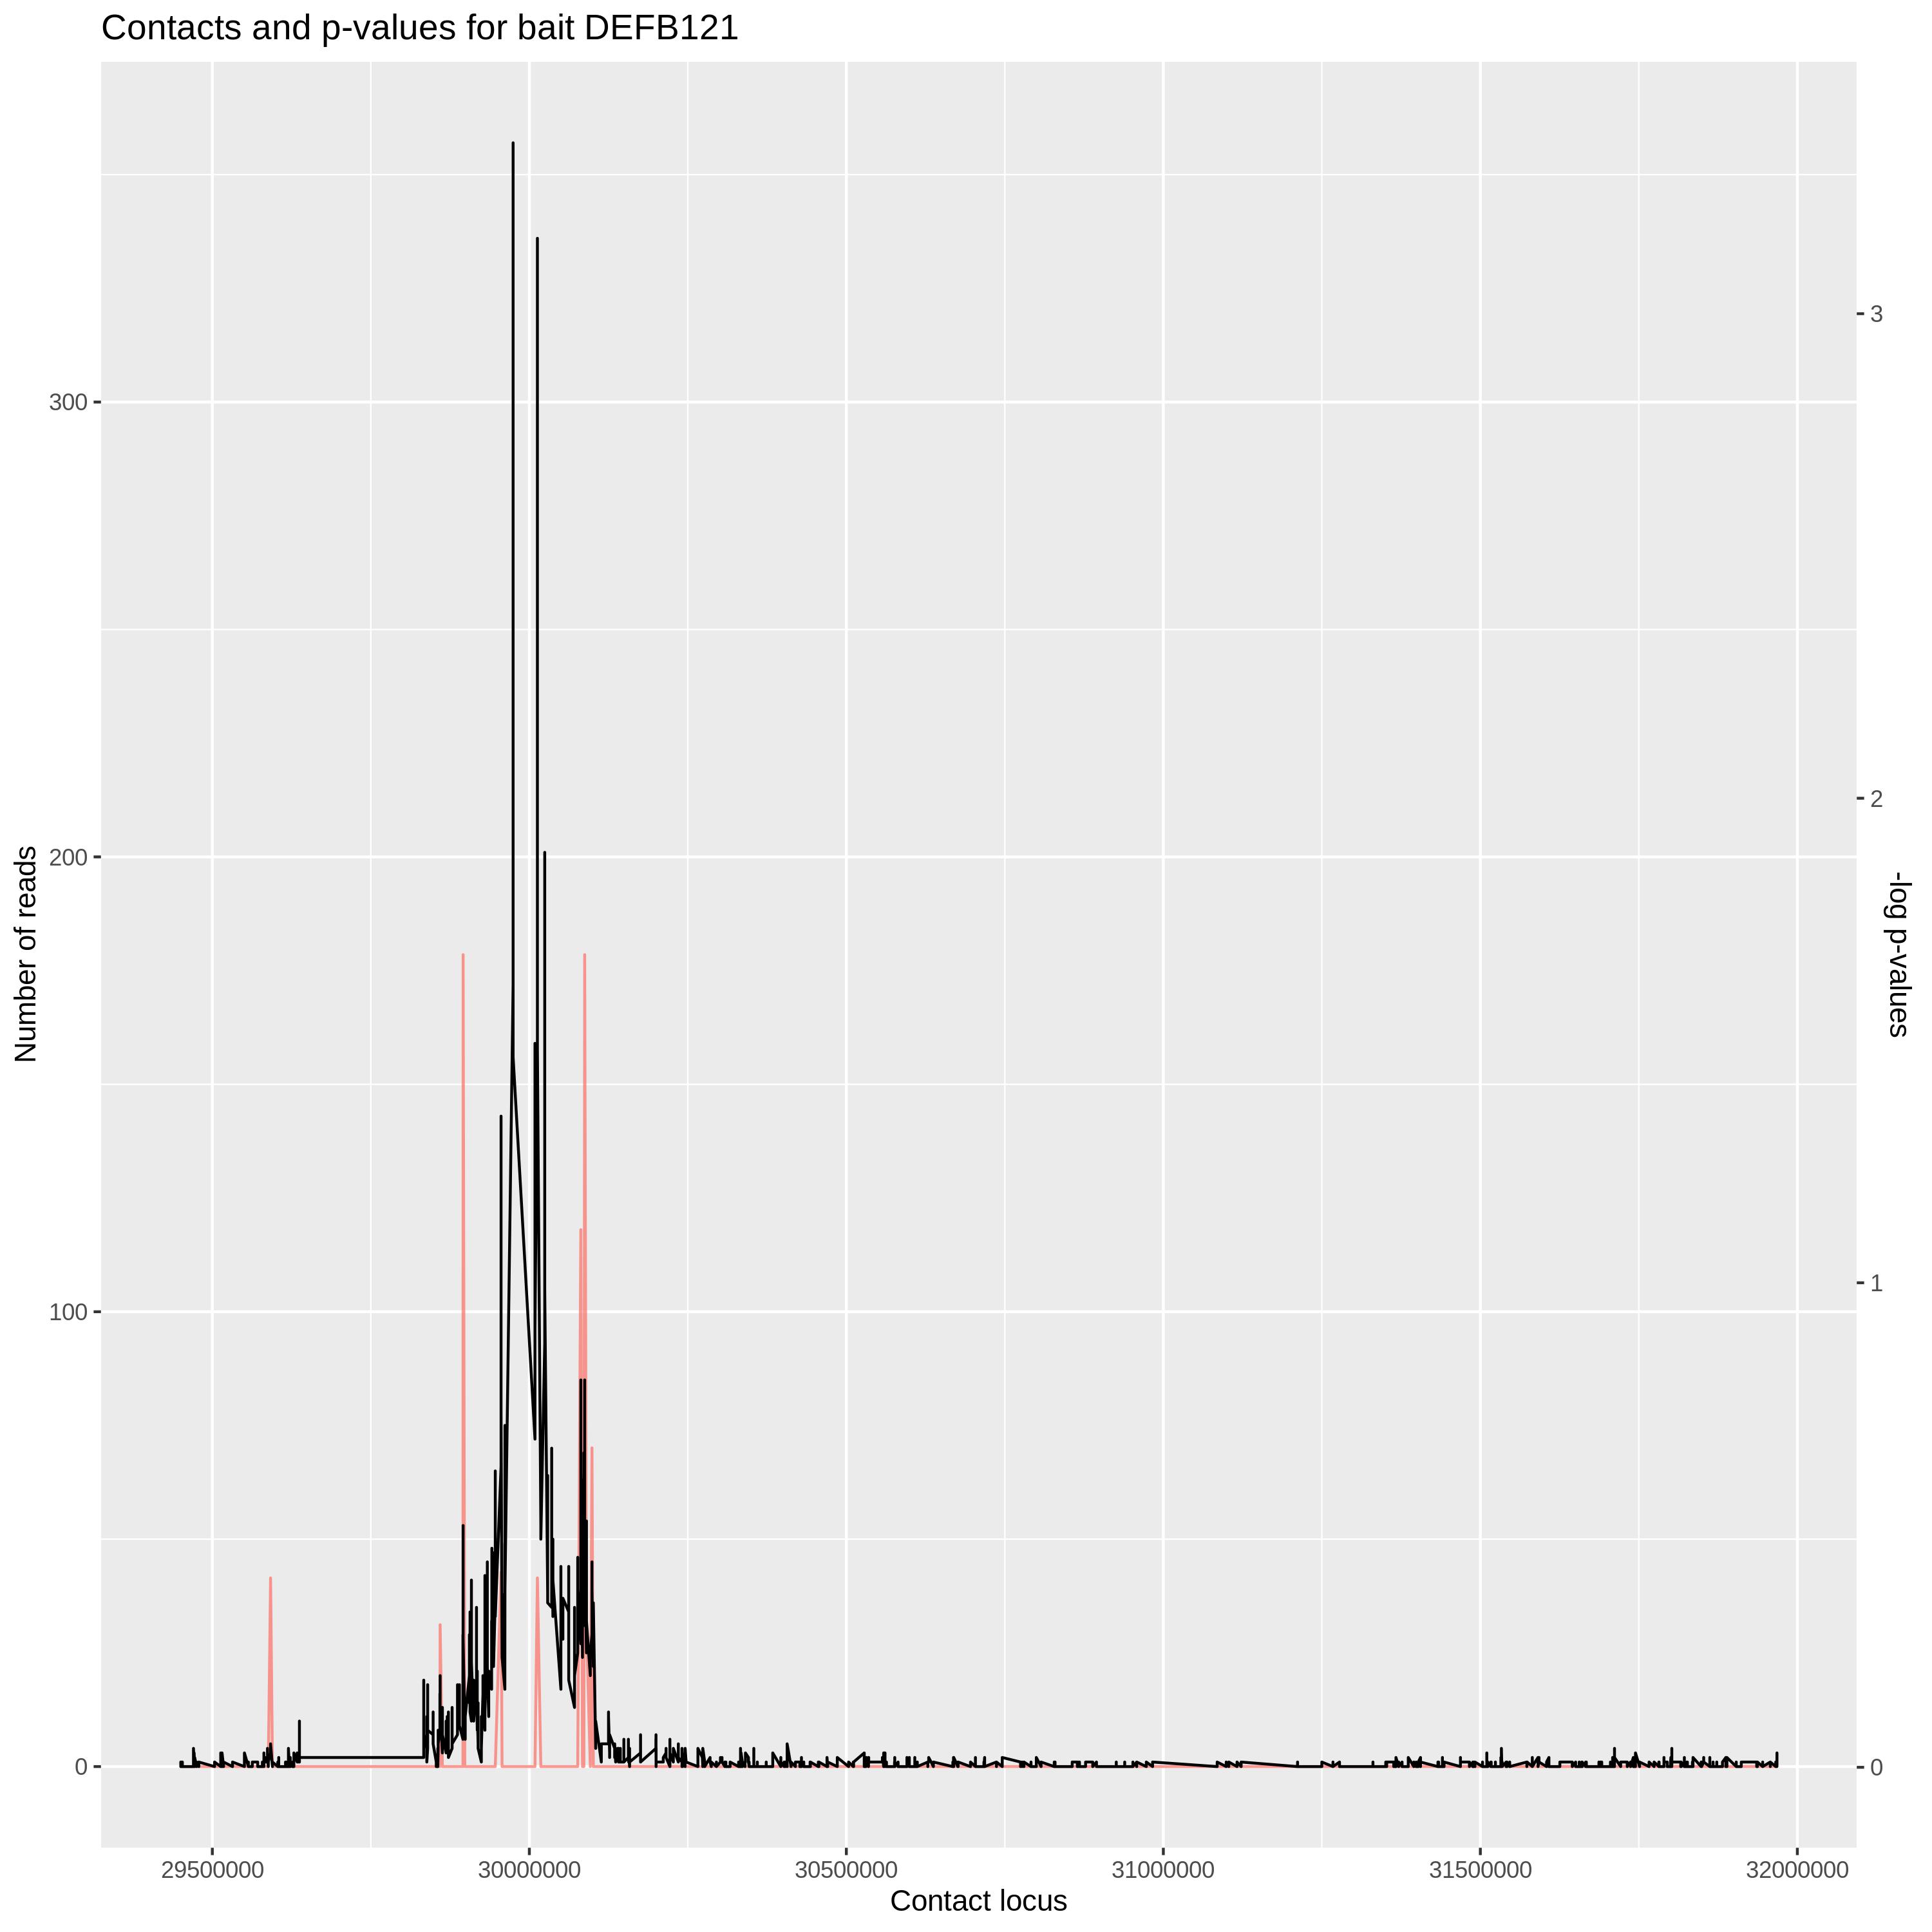 Contacts and p-values for bait DEFB121
Number of reads
300
200
100
0
3
2
1
0
-log p-values
29500000 30000000 30500000 31000000 31500000 32000000
Contact locus